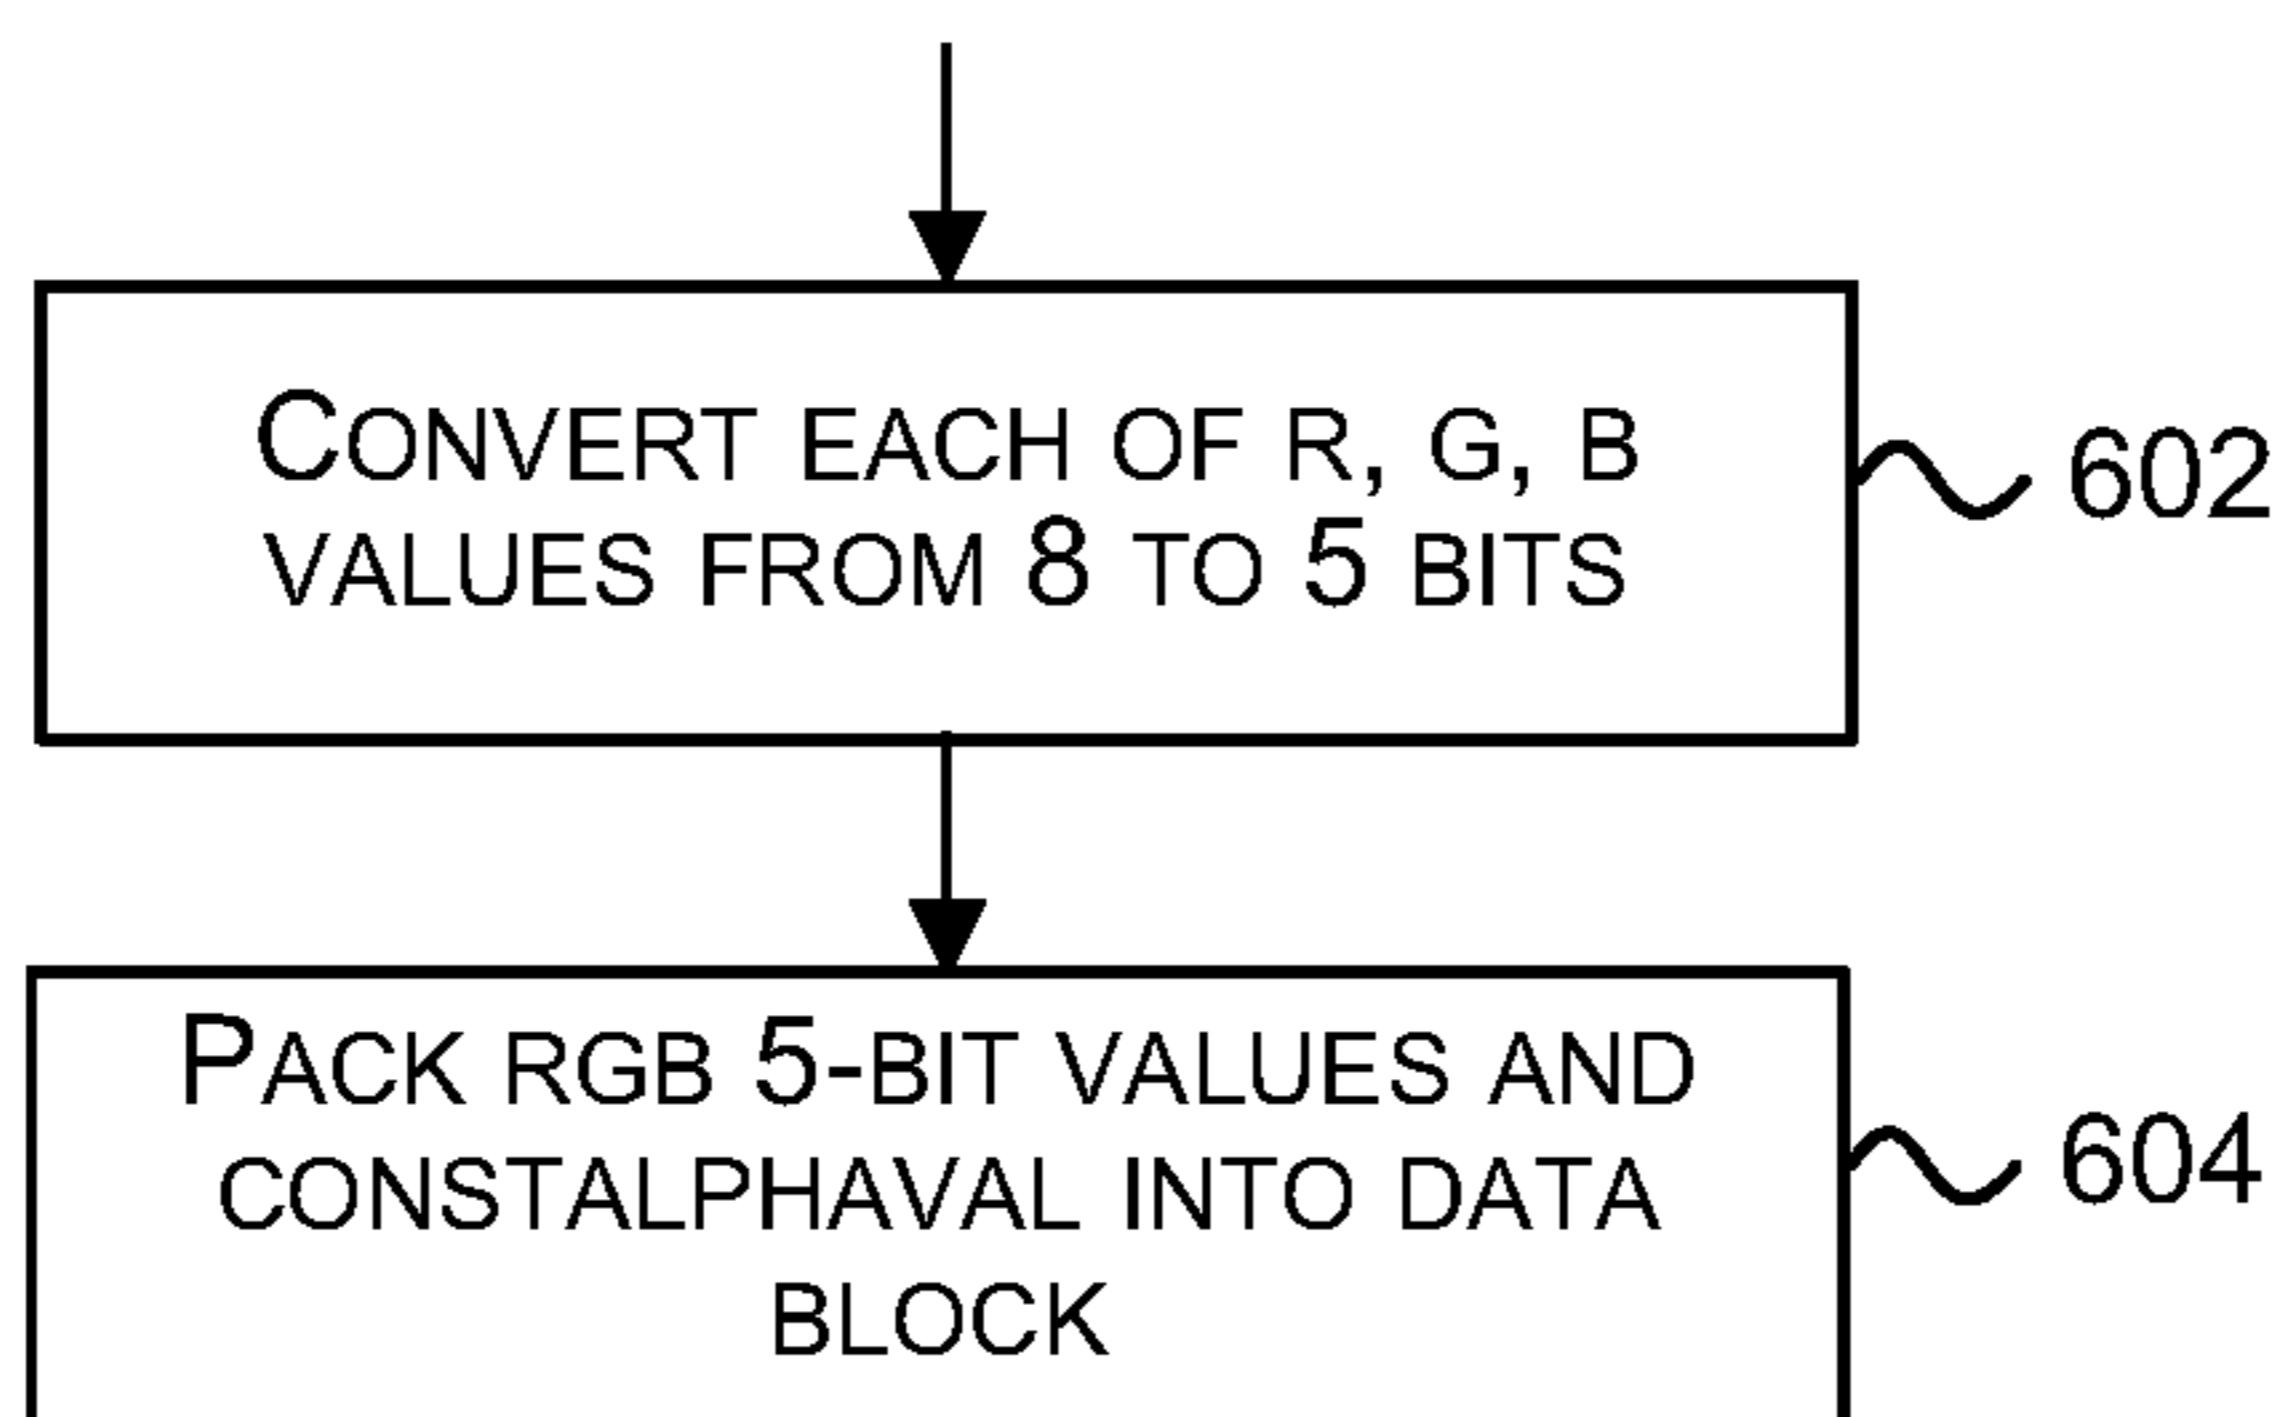 CONVERT EACH OF R, G, B
VALUES FROM 8 TO 5 BITS
602
PACK RGB 5-BIT VALUES AND
CONSTALPHAVAL INTO DATA
BLOCK
604